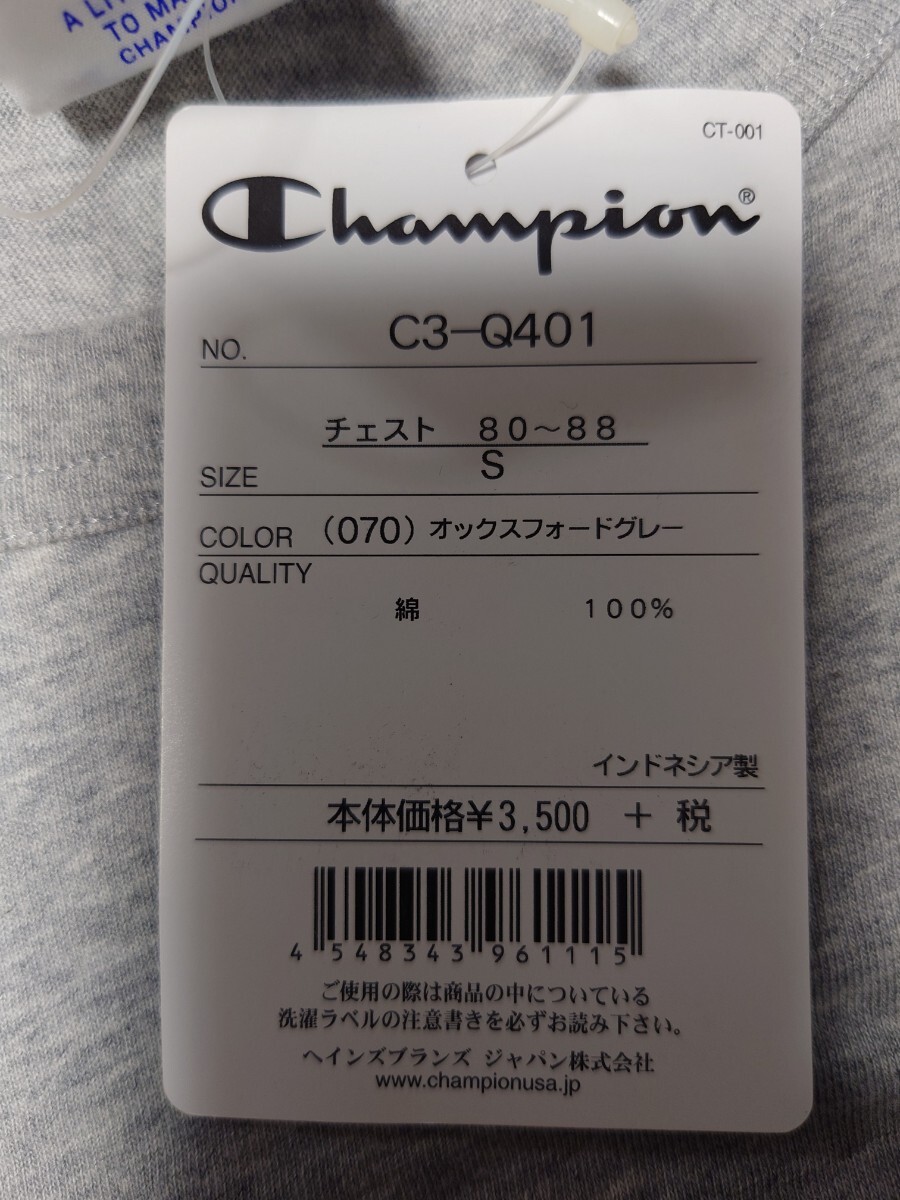 TO MA
CHAMPION
CT-001
Champion®
NO. C3-Q401
チェスト 80~88
SIZE S
COLOR (070) オックスフォードグレー
QUALITY
綿 100%
インドネシア製
本体価格¥3,500 + 税
4 548343 961115
ご使用の際は商品の中についている
洗濯ラベルの注意書きを必ずお読み下さい。
ヘインズブランズ ジャパン株式会社
www.championusa.jp